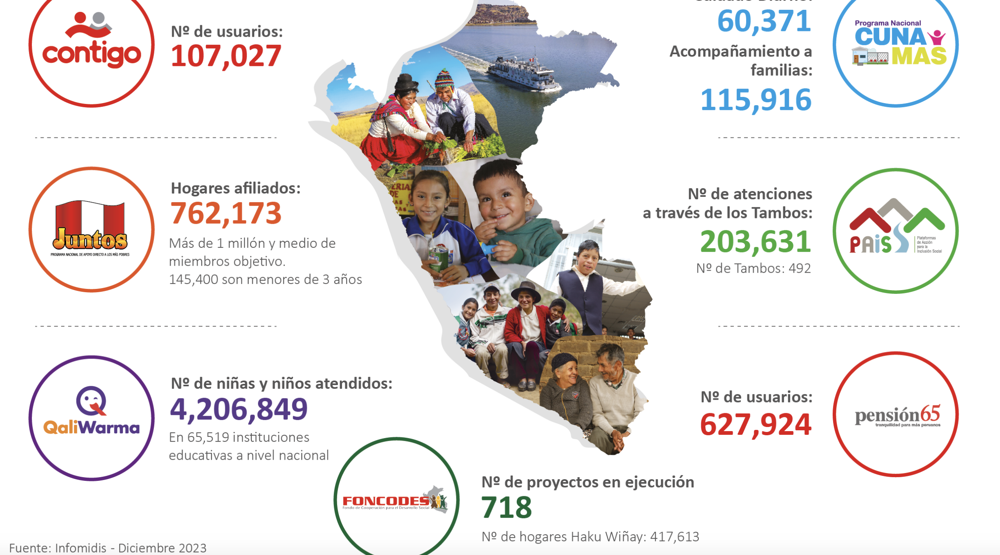 contigo
Nº de usuarios:
107,027
Cuidado Diurno:
60,371
Acompañamiento a
familias:
115,916
Programa Nacional
CUNA
MAS
Juntos
PROGRAMA NACIONAL DE APOYO DIRECTO A LOS MÁS POBRES
Hogares afiliados:
762,173
Más de 1 millón y medio de
miembros objetivo.
145,400 son menores de 3 años
ERIA
DE
AS Y
CAS
Nº de atenciones
a través de los Tambos:
203,631
Nº de Tambos: 492
PAiS
Plataformas
de Acción
para la
Inclusión Social
QaliWarma
Nº de niñas y niños atendidos:
4,206,849
En 65,519 instituciones
educativas a nivel nacional
Nº de usuarios:
627,924
pensión65
tranquilidad para más peruanos
FONCODES
Fondo de Cooperación para el Desarrollo Social
Nº de proyectos en ejecución
718
Nº de hogares Haku Wiñay: 417,613
Fuente: Infomidis - Diciembre 2023